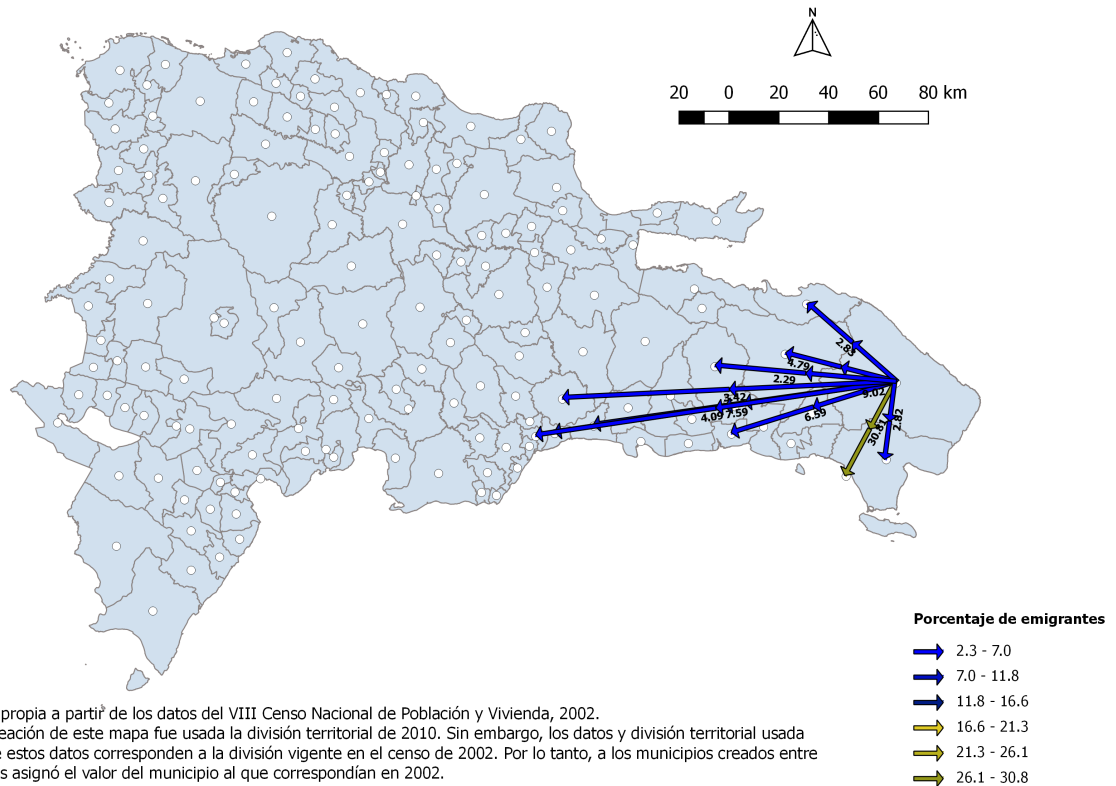 N
20 0 20 40 60 80 km
2.83
4.79
2.29
9.02
3.424
4.09 7.59
6.59
2.82
30.81
Porcentaje de emigrantes
2.3 - 7.0
7.0 - 11.8
11.8 - 16.6
16.6 - 21.3
21.3 - 26.1
26.1 - 30.8
propia a partir de los datos del VIII Censo Nacional de Población y Vivienda, 2002.
eación de este mapa fue usada la división territorial de 2010. Sin embargo, los datos y división territorial usada
e estos datos corresponden a la división vigente en el censo de 2002. Por lo tanto, a los municipios creados entre
s asignó el valor del municipio al que correspondían en 2002.